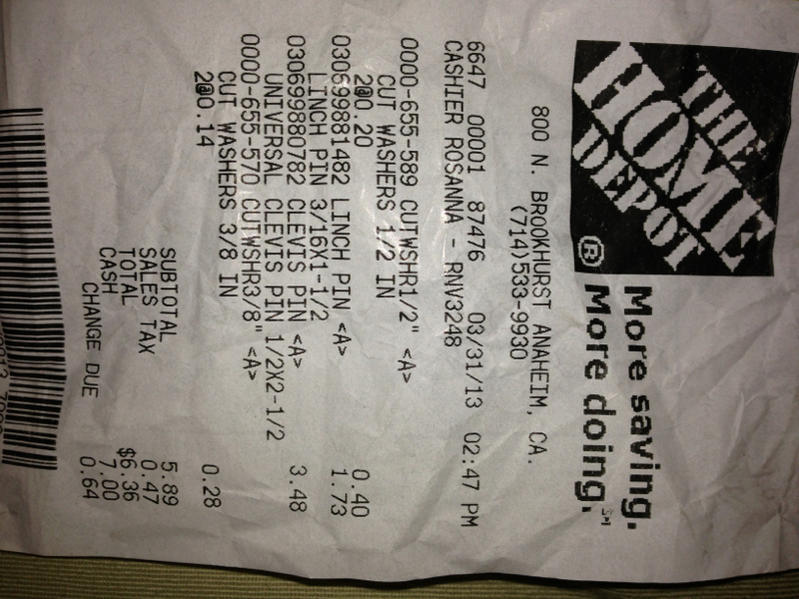 THE
HOME
DEPOT
®
More saving.
More doing.℠
800 N. BROOKHURST ANAHEIM, CA.
(714)533-9930
6647 00001 87476 03/31/13 02:47 PM
CASHIER ROSANNA - RNV3248
0000-655-589 CUTWSHR1/2" <A>
CUT WASHERS 1/2 IN
2@0.20 0.40
030699881482 LINCH PIN <A> 1.73
LINCH PIN 3/16X1-1/2
030699880782 CLEVIS PIN <A> 3.48
UNIVERSAL CLEVIS PIN 1/2X2-1/2
0000-655-570 CUTWSHR3/8" <A>
CUT WASHERS 3/8 IN
2@0.14 0.28
SUBTOTAL 5.89
SALES TAX 0.47
TOTAL $6.36
CASH 7.00
CHANGE DUE 0.64